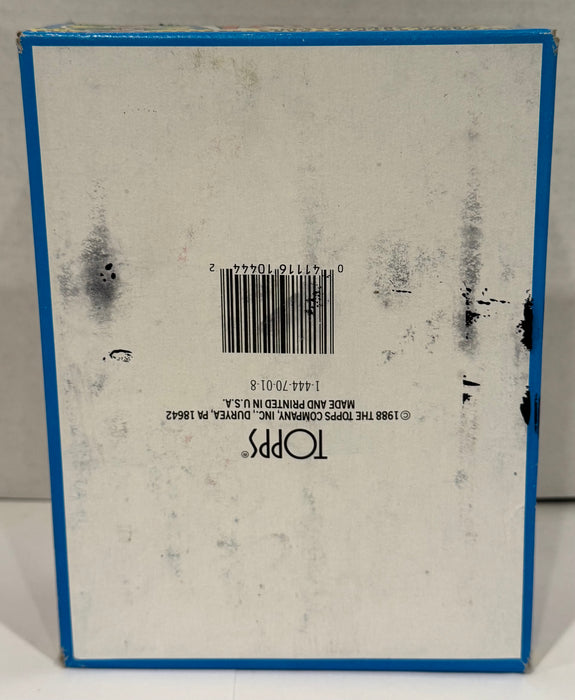 TOPPS®
©1988 THE TOPPS COMPANY, INC., DURYEA, PA 18642
MADE AND PRINTED IN U.S.A.
1-444-70-01-8
0 41116 10444 2